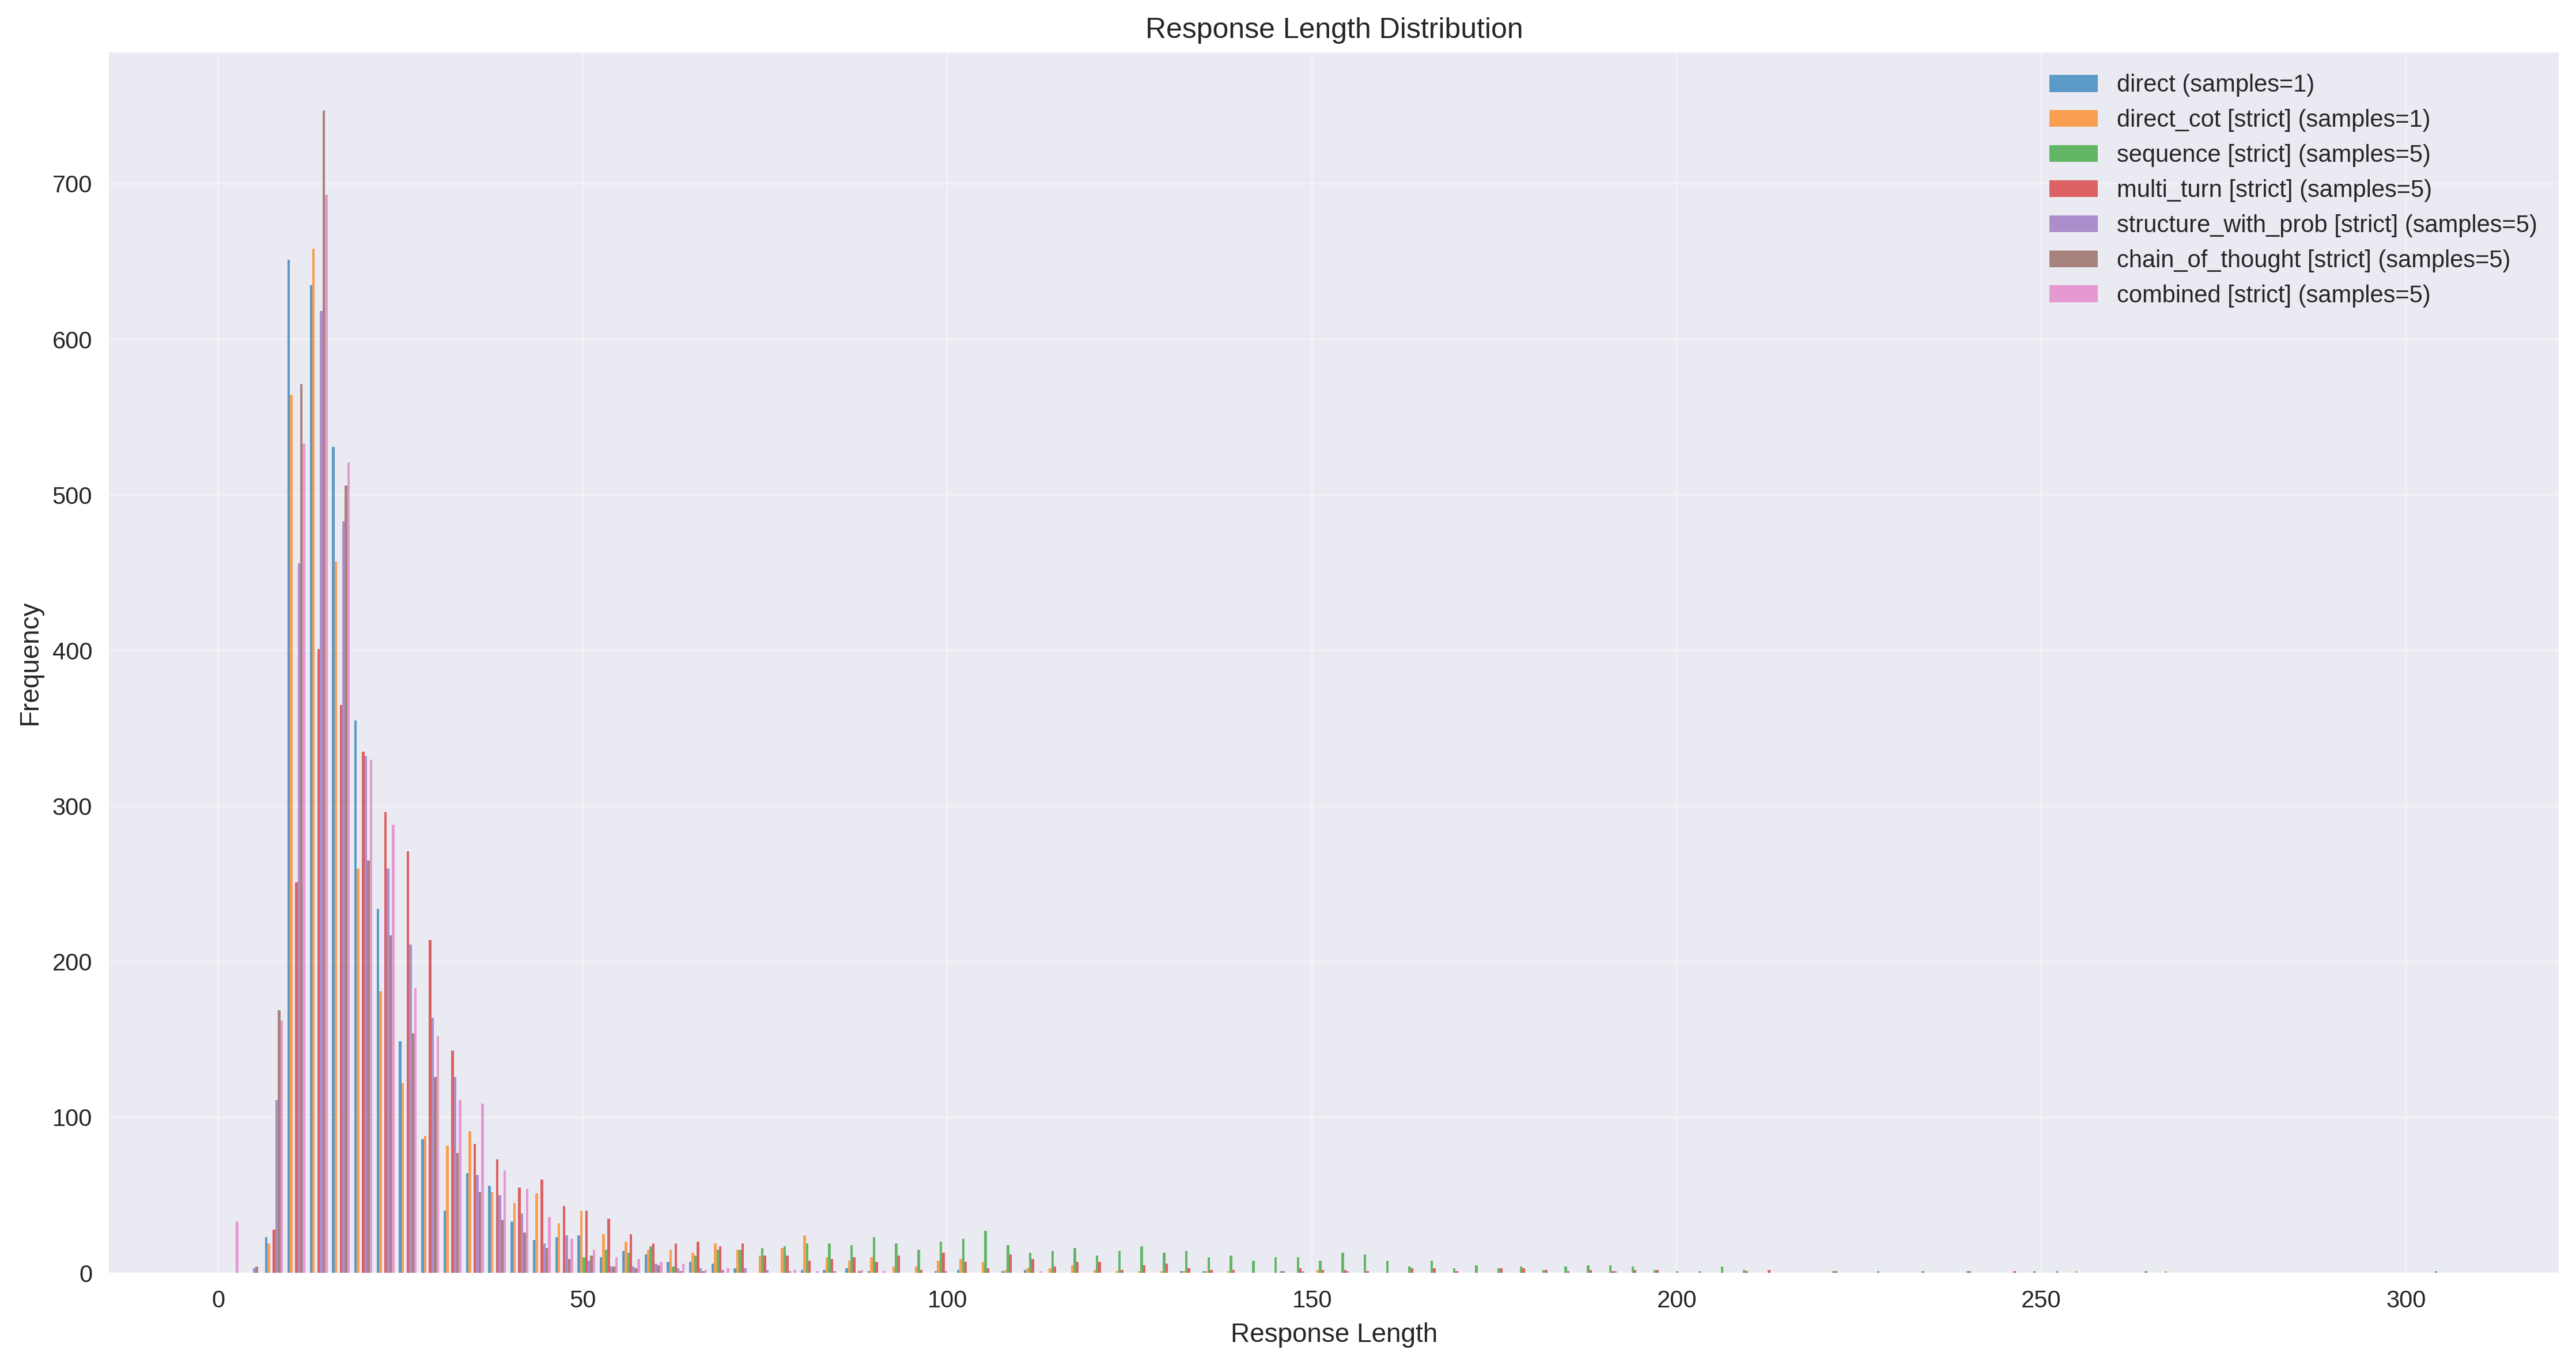 Response Length Distribution
direct (samples=1)
direct_cot [strict] (samples=1)
sequence [strict] (samples=5)
multi_turn [strict] (samples=5)
structure_with_prob [strict] (samples=5)
chain_of_thought [strict] (samples=5)
combined [strict] (samples=5)
Frequency
700
600
500
400
300
200
100
0
0 50 100 150 200 250 300
Response Length